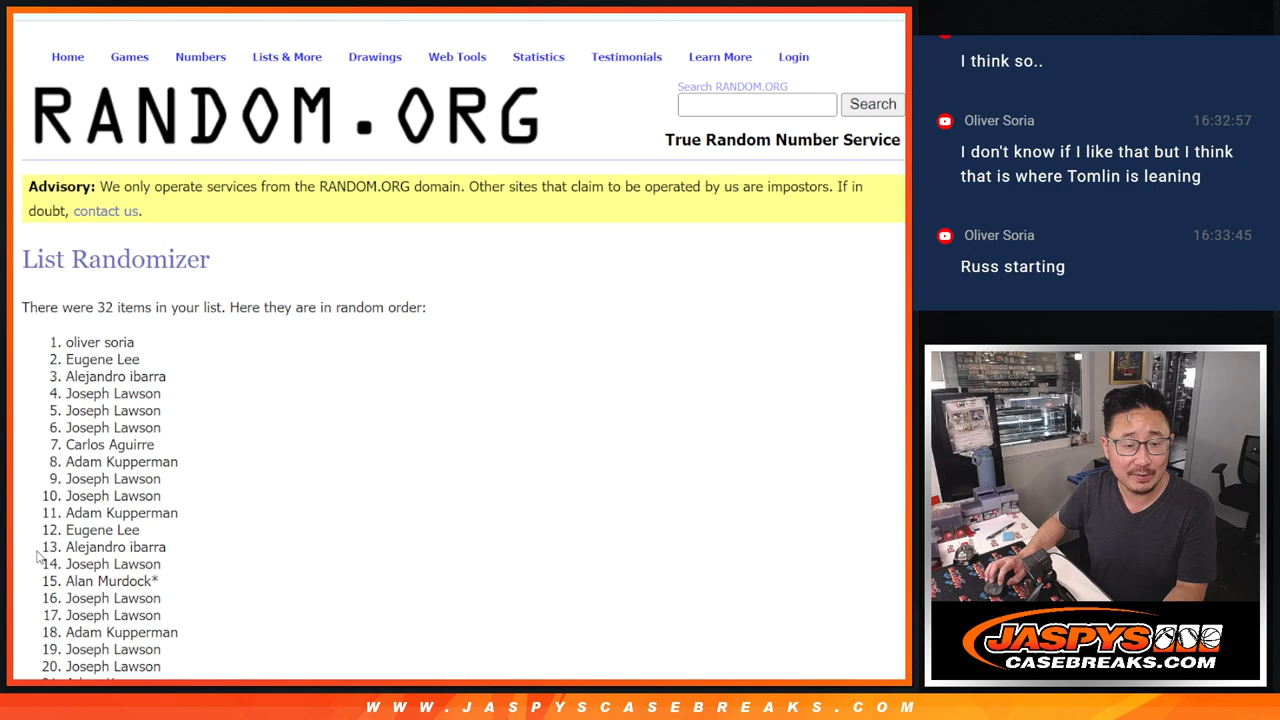 Home Games Numbers Lists & More Drawings Web Tools Statistics Testimonials Learn More Login
RANDOM.ORG
Search RANDOM.ORG
Search
True Random Number Service
Advisory: We only operate services from the RANDOM.ORG domain. Other sites that claim to be operated by us are impostors. If in
doubt, contact us.
List Randomizer
There were 32 items in your list. Here they are in random order:
1. oliver soria
2. Eugene Lee
3. Alejandro ibarra
4. Joseph Lawson
5. Joseph Lawson
6. Joseph Lawson
7. Carlos Aguirre
8. Adam Kupperman
9. Joseph Lawson
10. Joseph Lawson
11. Adam Kupperman
12. Eugene Lee
13. Alejandro ibarra
14. Joseph Lawson
15. Alan Murdock*
16. Joseph Lawson
17. Joseph Lawson
18. Adam Kupperman
19. Joseph Lawson
20. Joseph Lawson
I think so..
Oliver Soria 16:32:57
I don't know if I like that but I think
that is where Tomlin is leaning
Oliver Soria 16:33:45
Russ starting
JASPYS
CASEBREAKS.COM
WWW.JASPYSCASEBREAKS.COM